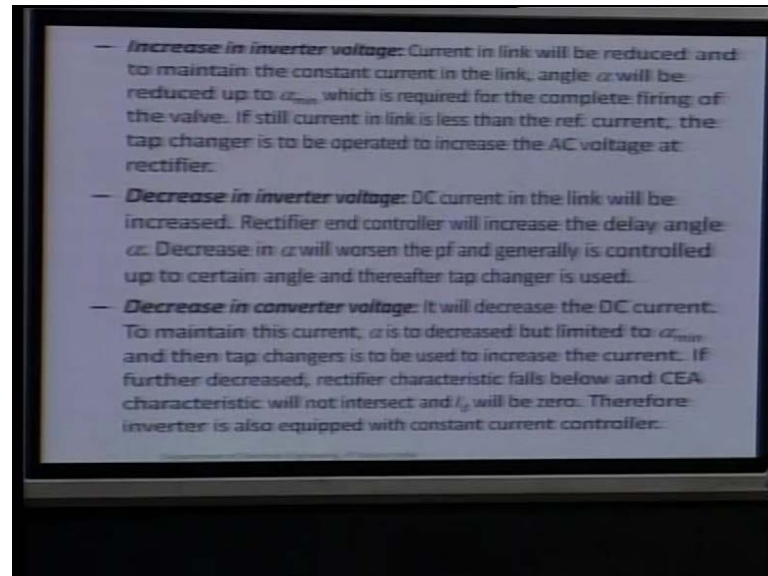 — Increase in inverter voltage: Current in link will be reduced and
to maintain the constant current in the link, angle α will be
reduced up to αmin which is required for the complete firing of
the valve. If still current in link is less than the ref. current, the
tap changer is to be operated to increase the AC voltage at
rectifier.
— Decrease in inverter voltage: DC current in the link will be
increased. Rectifier end controller will increase the delay angle
α. Decrease in α will worsen the pf and generally is controlled
up to certain angle and thereafter tap changer is used.
— Decrease in converter voltage: It will decrease the DC current.
To maintain this current, α is to decreased but limited to αmin
and then tap changers is to be used to increase the current. If
further decreased, rectifier characteristic falls below and CEA
characteristic will not intersect and Id will be zero. Therefore
inverter is also equipped with constant current controller.